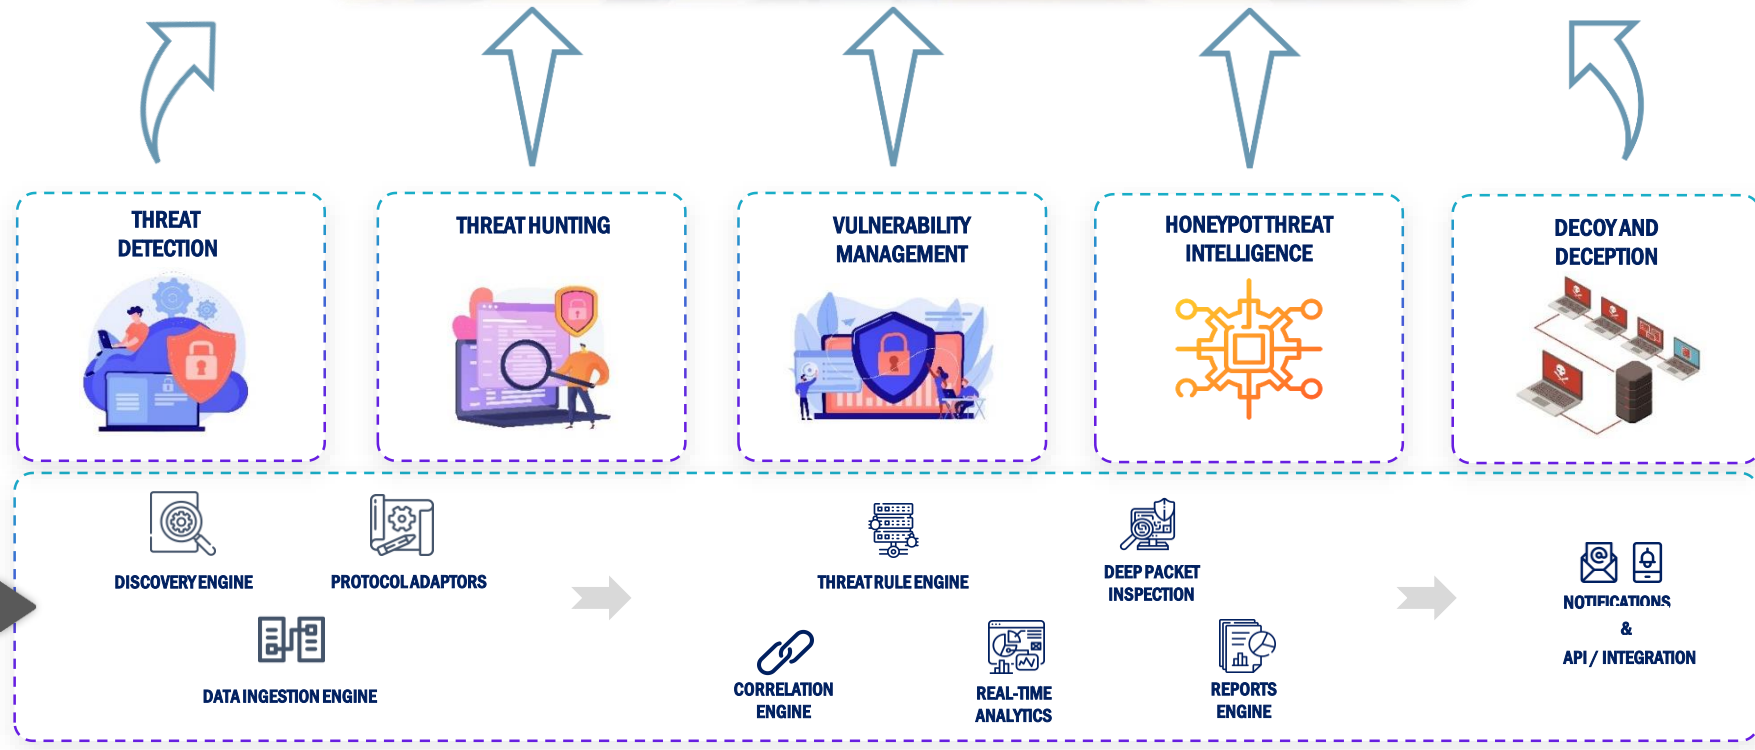 THREAT
DETECTION
THREAT HUNTING
VULNERABILITY
MANAGEMENT
HONEYPOT THREAT
INTELLIGENCE
DECOY AND
DECEPTION
DISCOVERY ENGINE
PROTOCOL ADAPTORS
DATA INGESTION ENGINE
THREAT RULE ENGINE
DEEP PACKET
INSPECTION
CORRELATION
ENGINE
REAL-TIME
ANALYTICS
REPORTS
ENGINE
NOTIFICATIONS
&
API / INTEGRATION